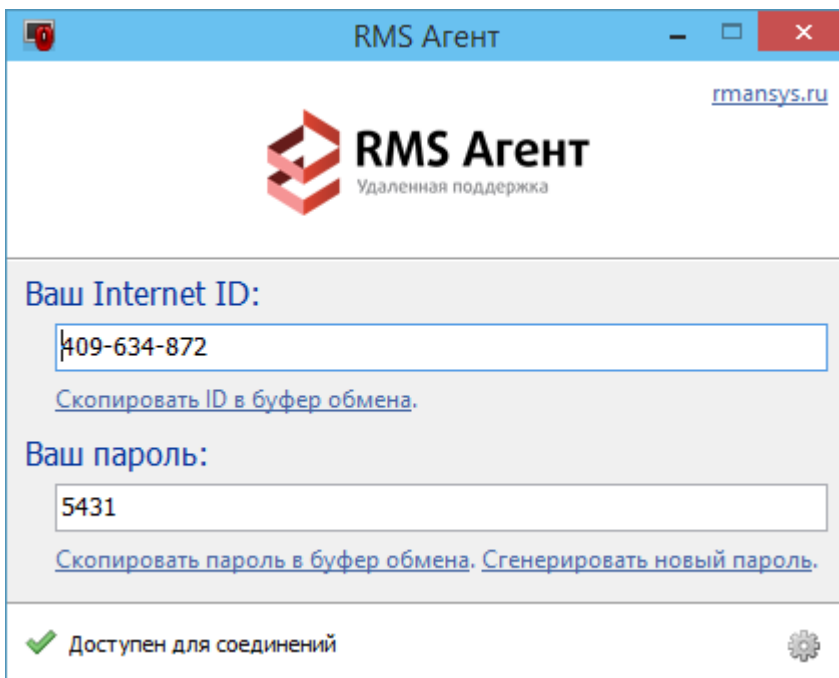 RMS Агент
rmansys.ru
RMS Агент
Удаленная поддержка
Ваш Internet ID:
409-634-872
Скопировать ID в буфер обмена.
Ваш пароль:
5431
Скопировать пароль в буфер обмена. Сгенерировать новый пароль.
Доступен для соединений